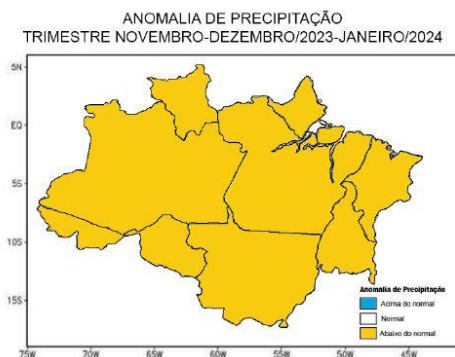 ANOMALIA DE PRECIPITAÇÃO
TRIMESTRE NOVEMBRO-DEZEMBRO/2023-JANEIRO/2024
5N
EQ
5S
10S
15S
Anomalia de Precipitação
Acima do normal
Normal
Abaixo do normal
75W
70W
65W
60W
55W
50W
45W